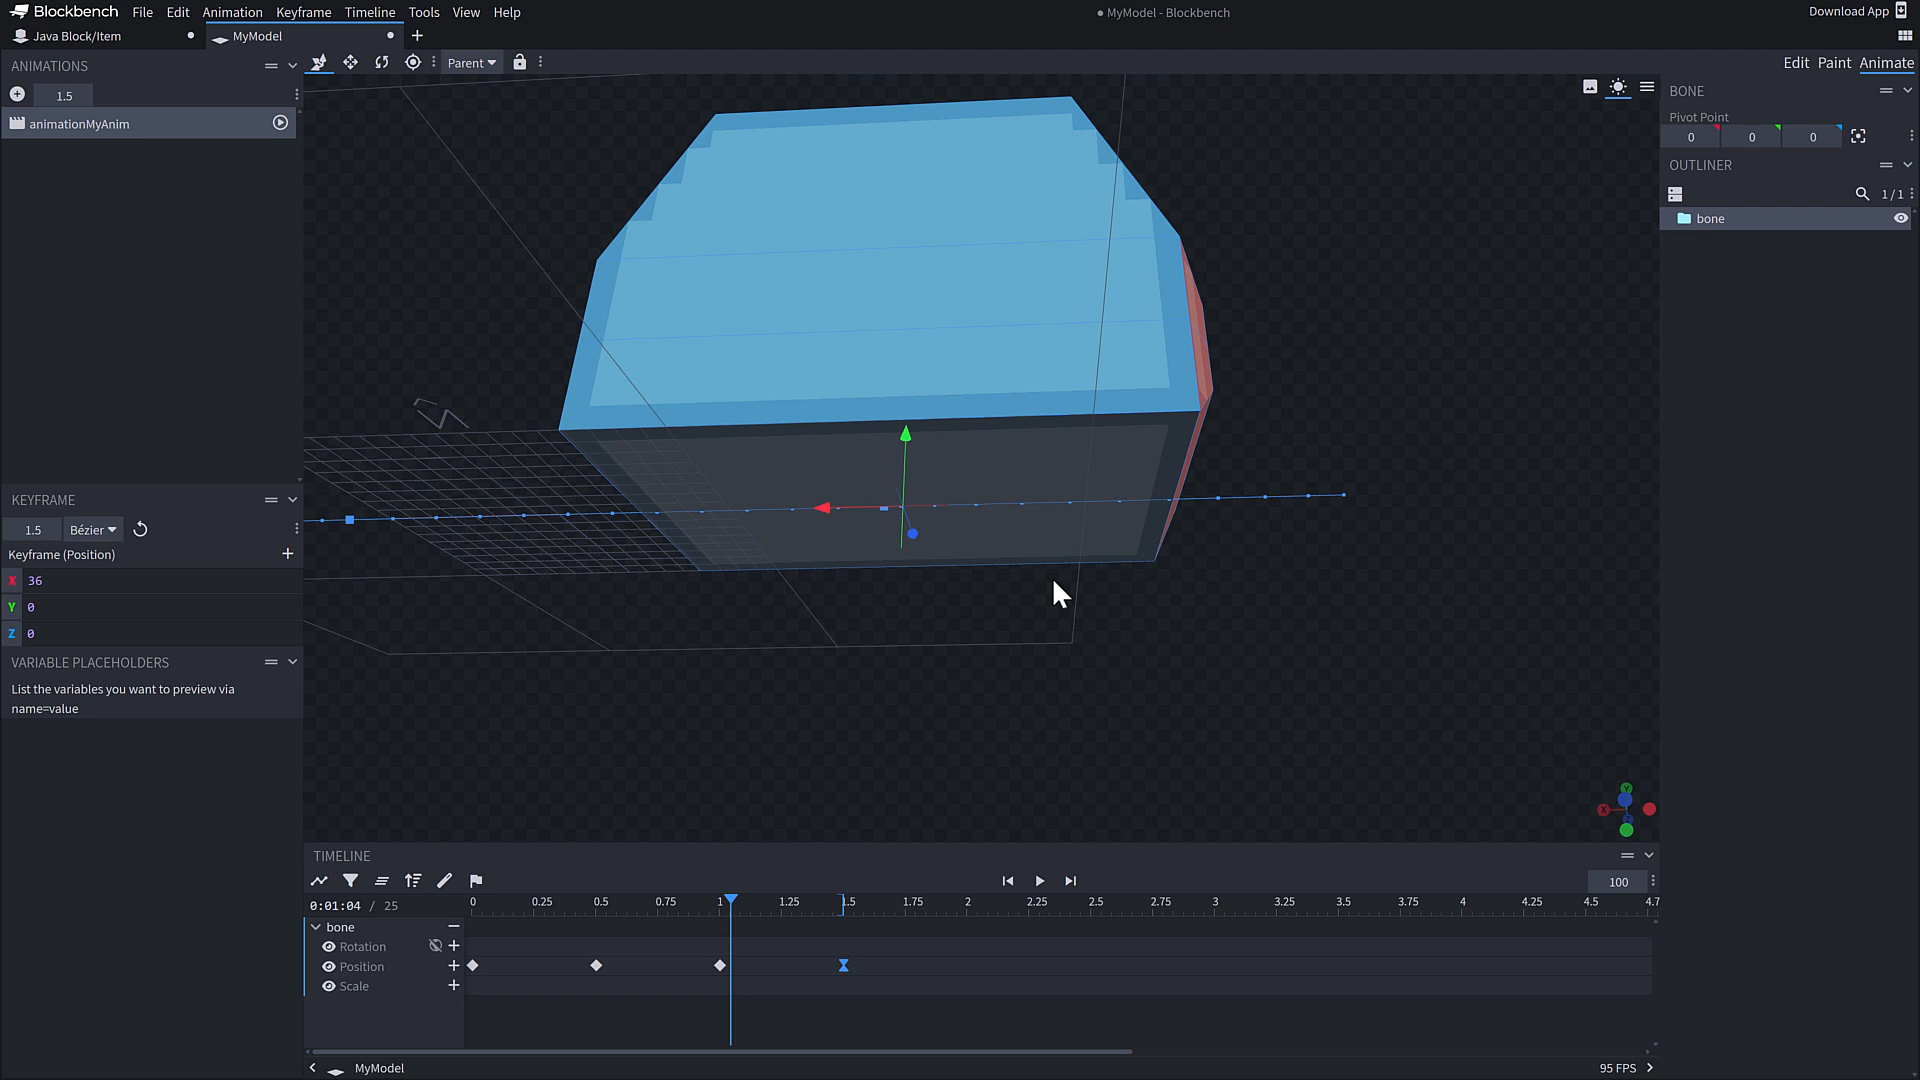 Blockbench File Edit Animation Keyframe Timeline Tools View Help
MyModel - Blockbench
Download App
Java Block/Item
MyModel
ANIMATIONS
1.5
animationMyAnim
Parent
Edit Paint Animate
BONE
Pivot Point
0 0 0
OUTLINER
1/1
bone
KEYFRAME
1.5 Bézier
Keyframe (Position)
X 36
Y 0
Z 0
VARIABLE PLACEHOLDERS
List the variables you want to preview via
name=value
Y
X
Z
TIMELINE
100
0:01:04 / 25
0 0.25 0.5 0.75 1 1.25 1.5 1.75 2 2.25 2.5 2.75 3 3.25 3.5 3.75 4 4.25 4.5 4.7
bone
Rotation
Position
Scale
MyModel
95 FPS